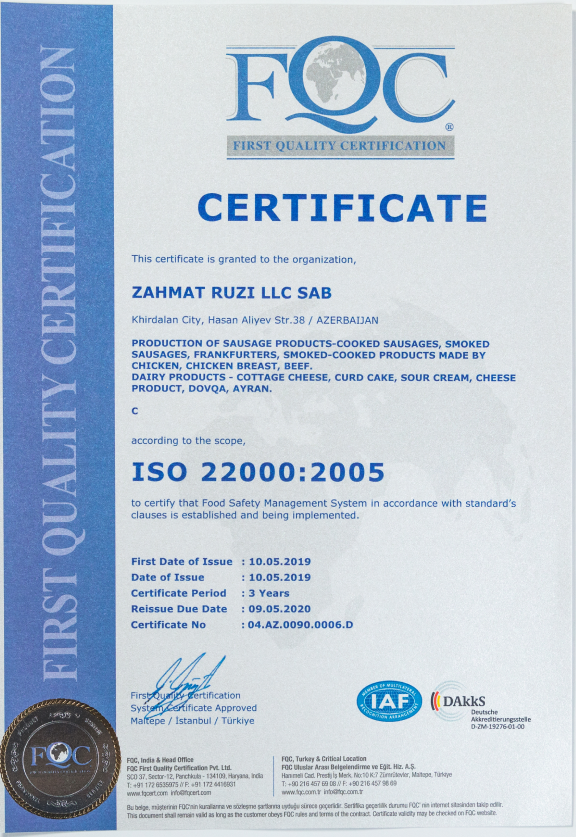 FIRST QUALITY CERTIFICATION
FQC
®
FIRST QUALITY CERTIFICATION
CERTIFICATE
This certificate is granted to the organization,
ZAHMAT RUZI LLC SAB
Khirdalan City, Hasan Aliyev Str.38 / AZERBAIJAN
PRODUCTION OF SAUSAGE PRODUCTS-COOKED SAUSAGES, SMOKED
SAUSAGES, FRANKFURTERS, SMOKED-COOKED PRODUCTS MADE BY
CHICKEN, CHICKEN BREAST, BEEF.
DAIRY PRODUCTS - COTTAGE CHEESE, CURD CAKE, SOUR CREAM, CHEESE
PRODUCT, DOVQA, AYRAN.
C
according to the scope,
ISO 22000:2005
to certify that Food Safety Management System in accordance with standard's
clauses is established and being implemented.
First Date of Issue : 10.05.2019
Date of Issue : 10.05.2019
Certificate Period : 3 Years
Reissue Due Date : 09.05.2020
Certificate No : 04.AZ.0090.0006.D
First Quality Certification
System Certificate Approved
Maltepe / İstanbul / Türkiye
MEMBER OF MULTILATERAL
IAF
RECOGNITION ARRANGEMENT
DAkkS
Deutsche
Akkreditierungsstelle
D-ZM-19276-01-00
FQC
FQC, India & Head Office
FQC First Quality Certification Pvt. Ltd.
SCO 37, Sector-12, Panchkula - 134109, Haryana, India
T: +91 172 6535975 // F: +91 172 4416931
www.fqcert.com info@fqcert.com
FQC, Turkey & Critical Location
FQC Uluslar Arası Belgelendirme ve Eğit. Hiz. A.Ş.
Hanımeli Cad. Prestij İş Merk. No:10 K:7 Zümrütevler, Maltepe, Türkiye
T: +90 216 457 69 08 // F: +90 216 457 98 69
www.fqc.com.tr info@fqc.com.tr
Bu belge, müşterinin FQC'nin kurallarına ve sözleşme şartlarına uyduğu sürece geçerlidir. Sertifika geçerlilik durumu FQC' nin internet sitesinden takip edilir.
This document shall remain valid as long as the customer obeys FQC rules and terms of the contract. Certificate validity may be checked on FQC website.